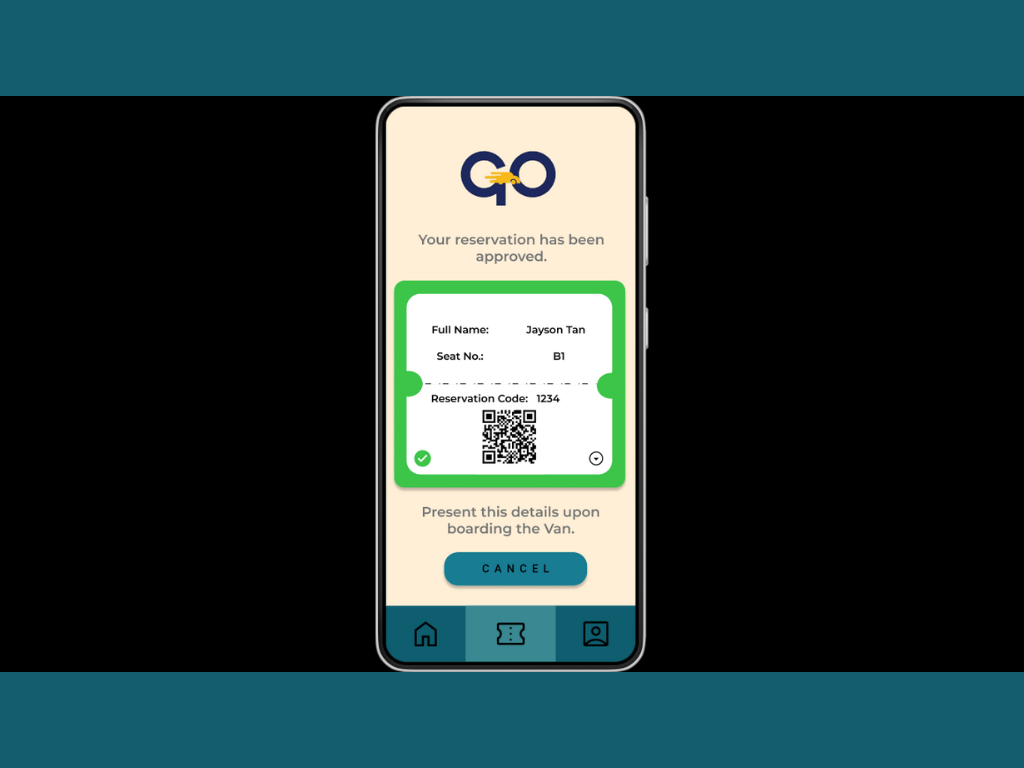 go
Your reservation has been
approved.
Full Name: Jayson Tan
Seat No.: B1
Reservation Code: 1234
Present this details upon
boarding the Van.
CANCEL